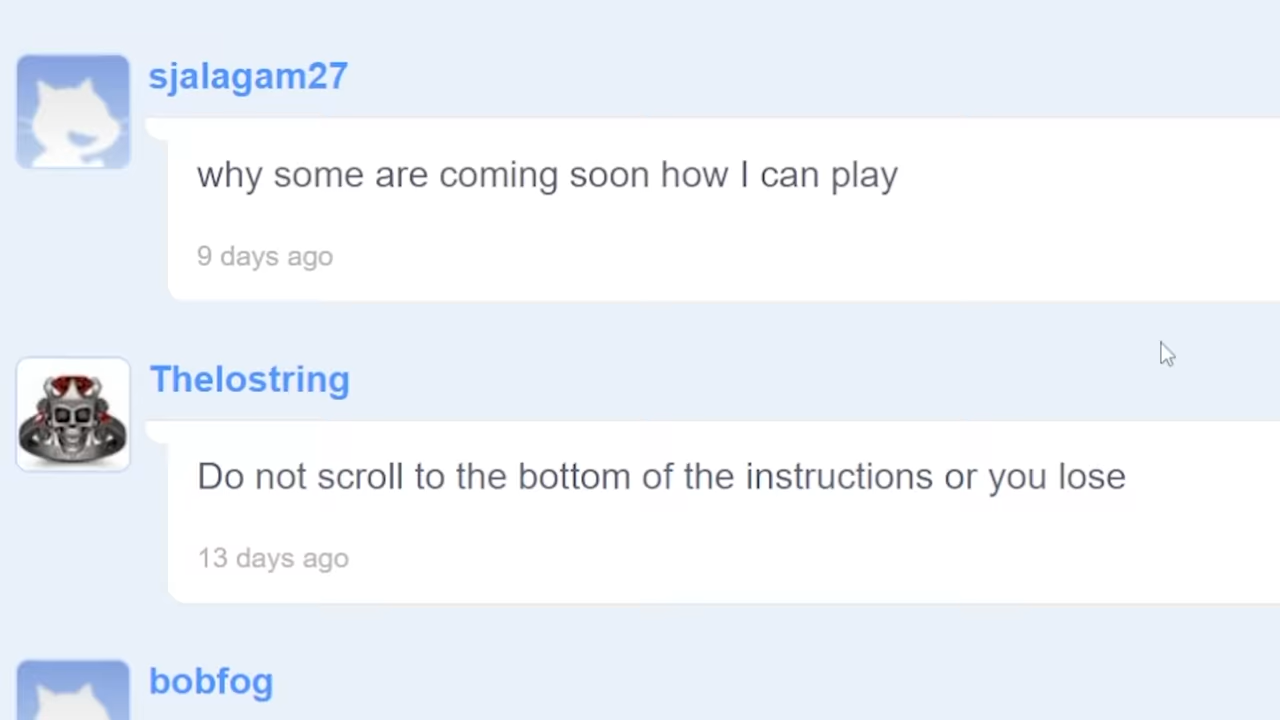 sjalagam27
why some are coming soon how I can play
9 days ago
Thelostring
Do not scroll to the bottom of the instructions or you lose
13 days ago
bobfog